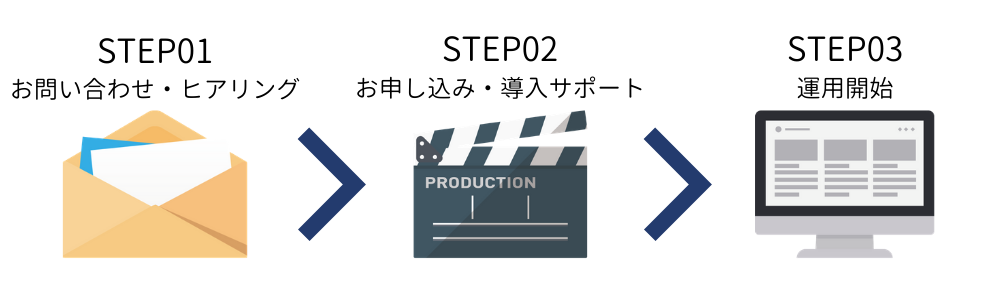 STEP01
お問い合わせ・ヒアリング
STEP02
お申し込み・導入サポート
PRODUCTION
STEP03
運用開始